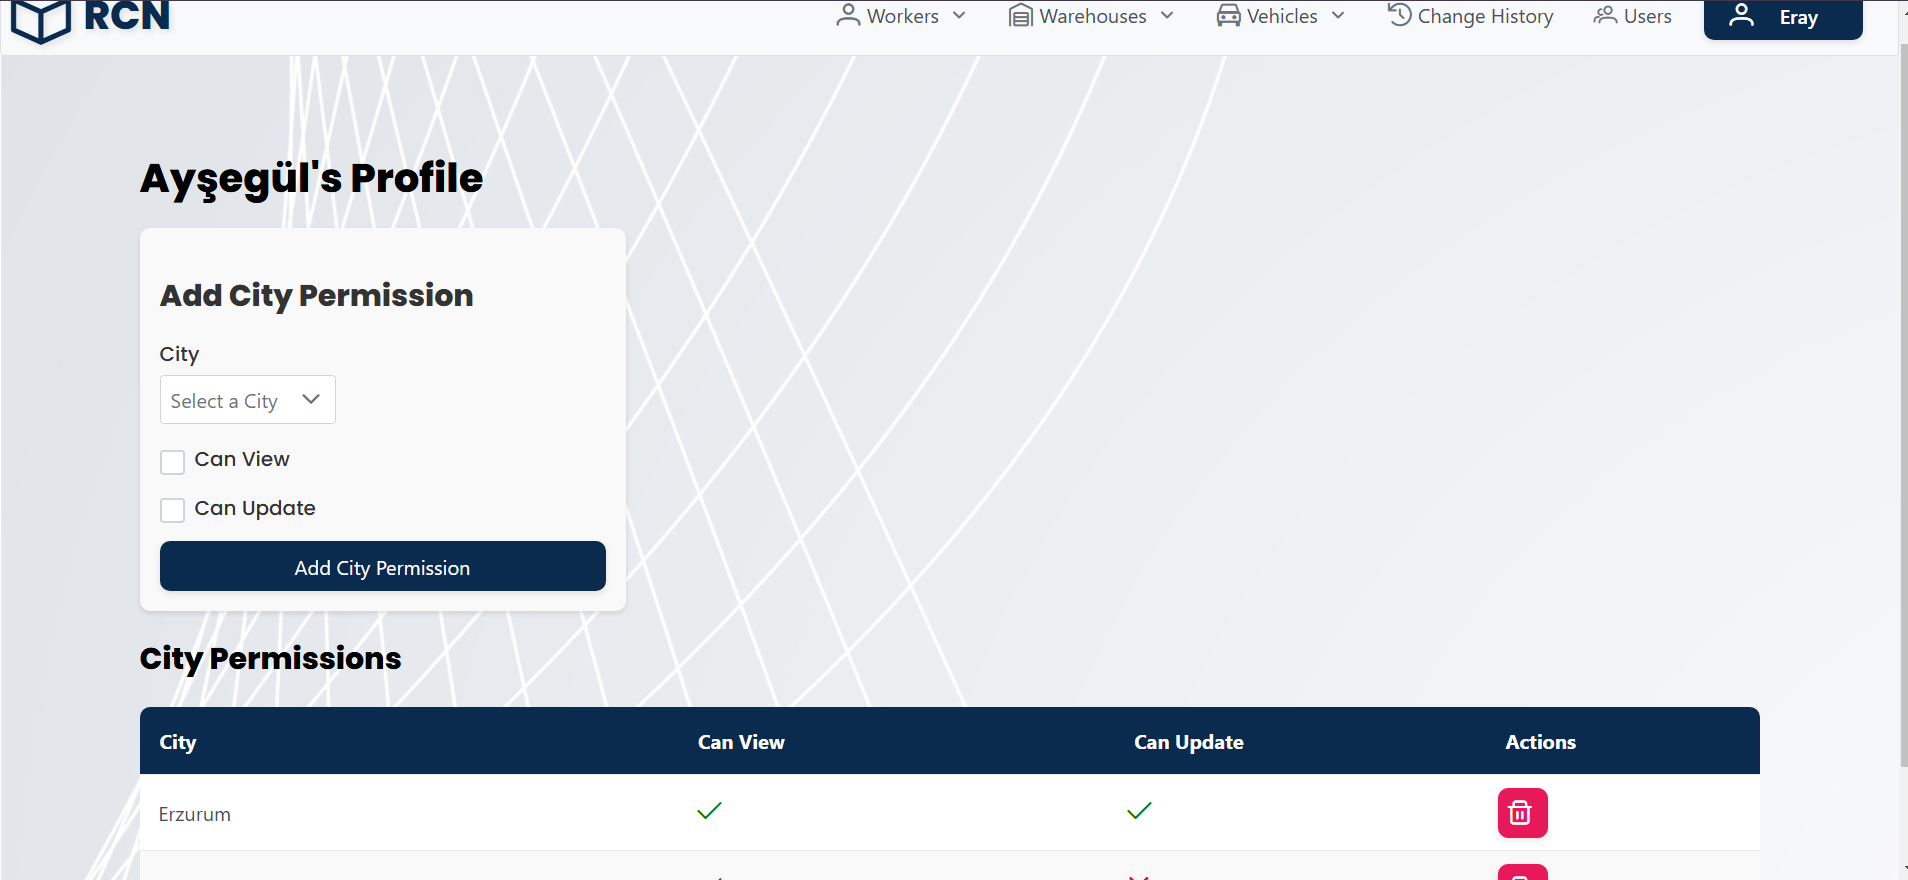 RCN
Workers
Warehouses
Vehicles
Change History
Users
Eray
Ayşegül's Profile
Add City Permission
City
Select a City
Can View
Can Update
Add City Permission
City Permissions
City Can View Can Update Actions
Erzurum